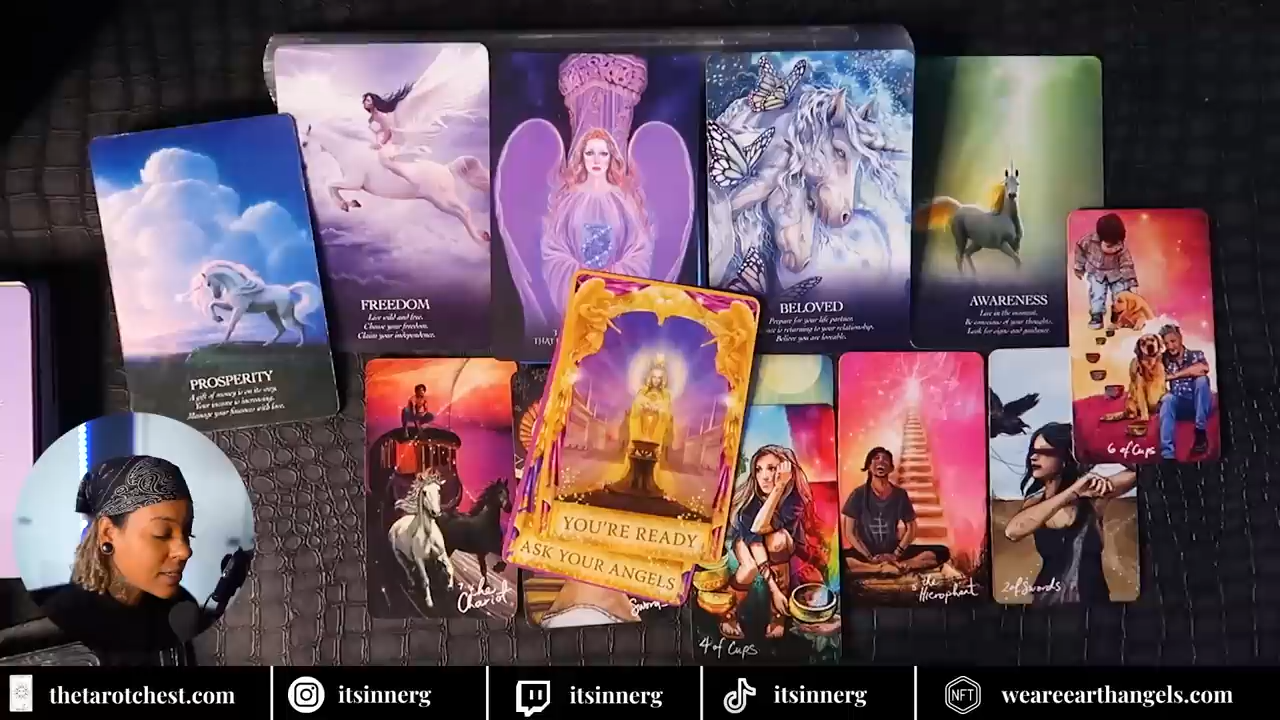 FREEDOM
Live wild and free.
Choose your freedom.
Claim your independence.
BELOVED
Prepare for your life partner.
is returning to your relationship.
Believe you are loveable.
AWARENESS
Live in the moment.
Be conscious of your thoughts.
Look for signs and guidance
PROSPERITY
A gift of money is on its way.
Your income is increasing.
Manage your finances with love.
6 of Cups
YOU'RE READY
ASK YOUR ANGELS
7 the
Chariot
4 of Cups
5 the
Hierophant
2 of Swords
thetarotchest.com
itsinnerg
itsinnerg
itsinnerg
NFT
weareearthangels.com